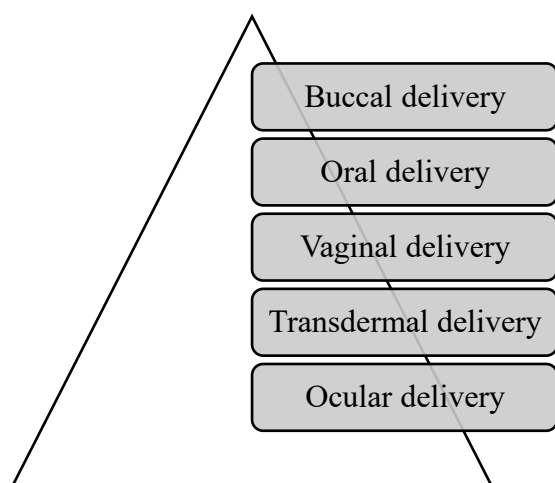 Buccal delivery
Oral delivery
Vaginal delivery
Transdermal delivery
Ocular delivery